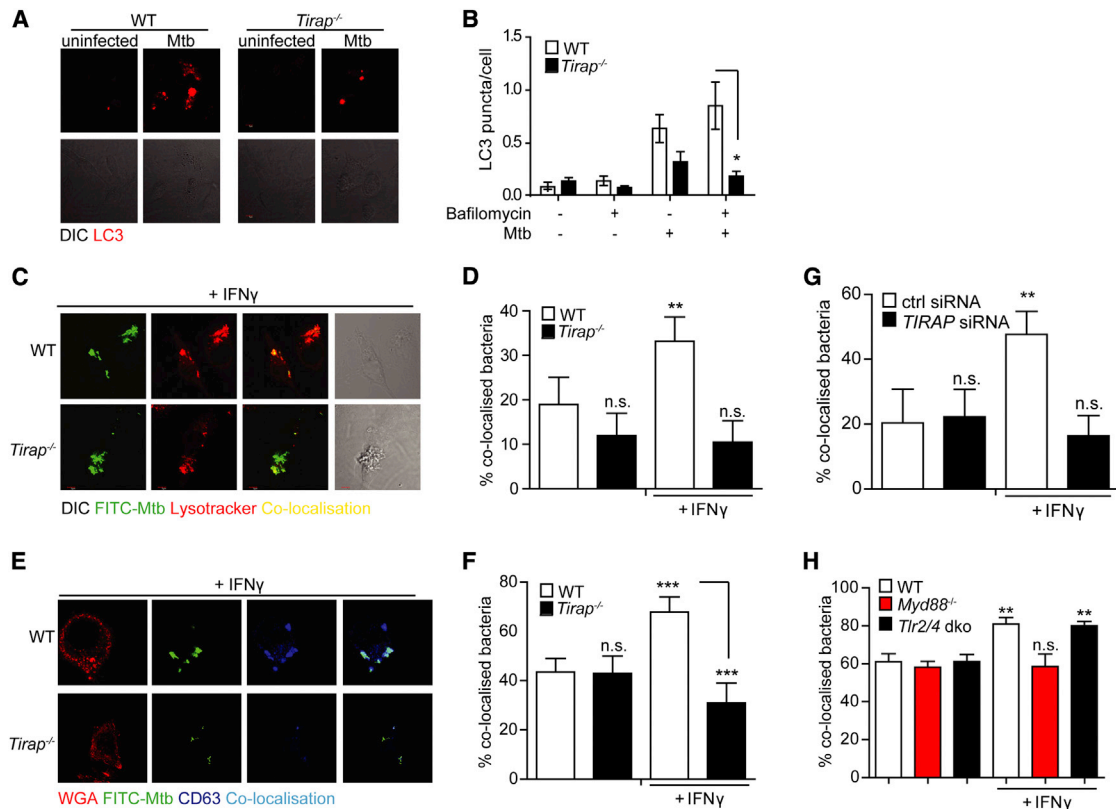 A
WT
Tirap-/-
uninfected Mtb uninfected Mtb
DIC LC3
B
WT
Tirap-/-
LC3 puncta/cell
1.5
1.0
0.5
0.0
*
Bafilomycin - + - +
Mtb - - + +
C
+ IFNγ
WT
Tirap-/-
DIC FITC-Mtb Lysotracker Co-localisation
D
WT
Tirap-/-
% co-localised bacteria
40
30
20
10
0
n.s.
**
n.s.
+ IFNγ
G
ctrl siRNA
TIRAP siRNA
% co-localised bacteria
60
40
20
0
n.s.
**
n.s.
+ IFNγ
E
+ IFNγ
WT
Tirap-/-
WGA FITC-Mtb CD63 Co-localisation
F
WT
Tirap-/-
% co-localised bacteria
80
60
40
20
0
n.s.
***
***
+ IFNγ
H
WT
Myd88-/-
Tlr2/4 dko
% co-localised bacteria
100
80
60
40
20
0
**
n.s.
**
+ IFNγ